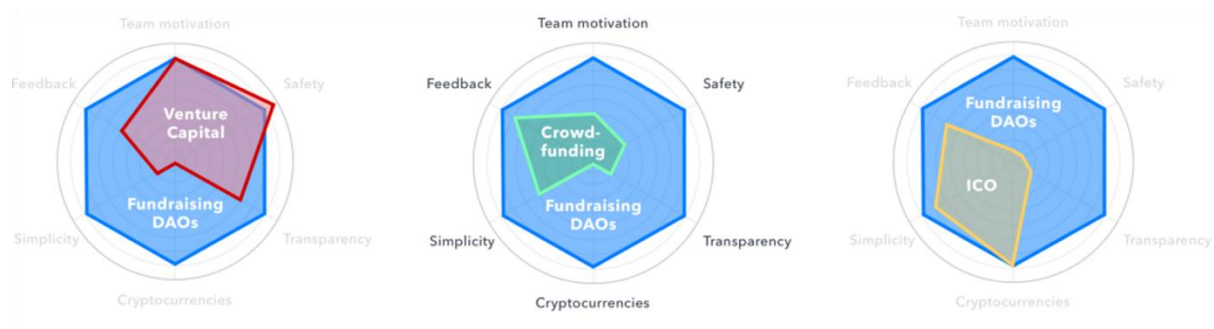 Team motivation
Feedback
Safety
Venture
Capital
Fundraising
DAOs
Simplicity
Transparency
Cryptocurrencies
Team motivation
Feedback
Safety
Crowd-
funding
Fundraising
DAOs
Simplicity
Transparency
Cryptocurrencies
Team motivation
Feedback
Safety
Fundraising
DAOs
ICO
Simplicity
Transparency
Cryptocurrencies